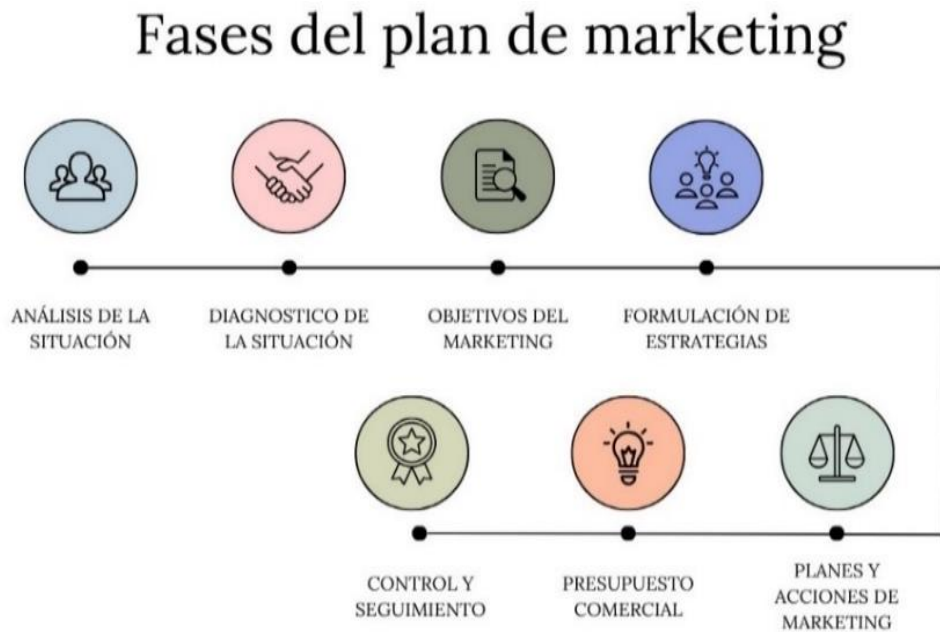 Fases del plan de marketing
ANÁLISIS DE LA
SITUACIÓN
DIAGNOSTICO DE
LA SITUACIÓN
OBJETIVOS DEL
MARKETING
FORMULACIÓN DE
ESTRATEGIAS
CONTROL Y
SEGUIMIENTO
PRESUPUESTO
COMERCIAL
PLANES Y
ACCIONES DE
MARKETING